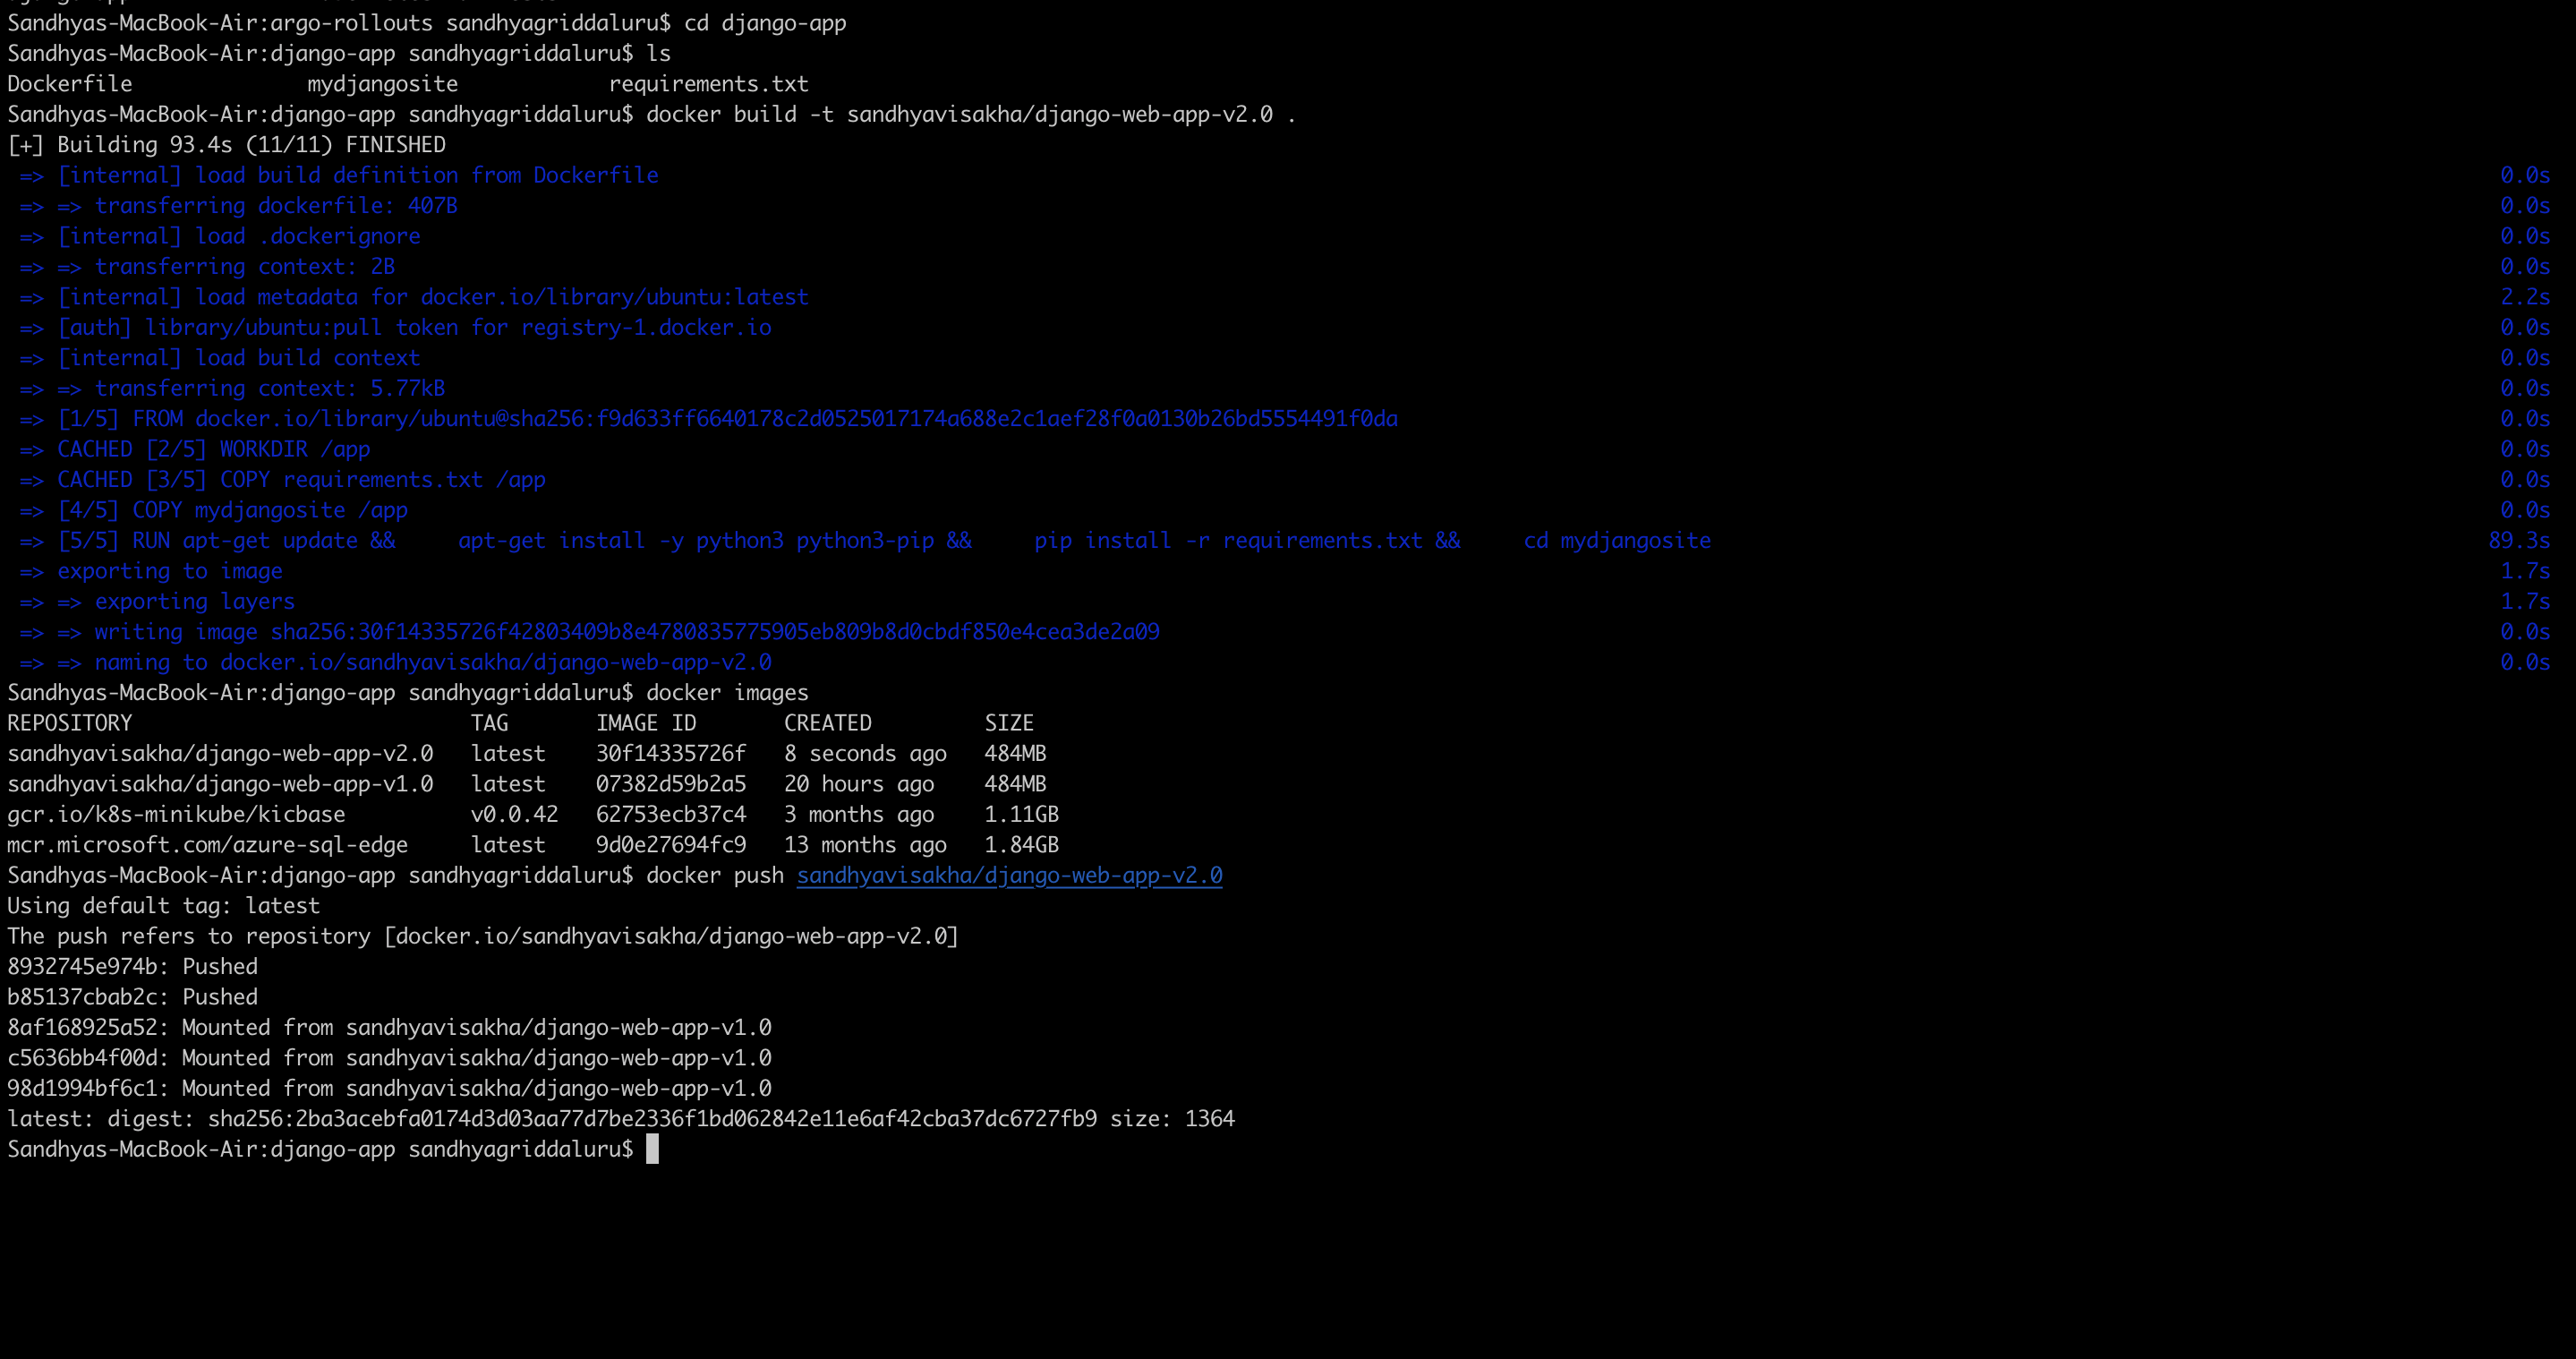 Sandhyas-MacBook-Air:argo-rollouts sandhyagriddaluru$ cd django-app
Sandhyas-MacBook-Air:django-app sandhyagriddaluru$ ls
Dockerfile              mydjangosite            requirements.txt
Sandhyas-MacBook-Air:django-app sandhyagriddaluru$ docker build -t sandhyavisakha/django-web-app-v2.0 .
[+] Building 93.4s (11/11) FINISHED
 => [internal] load build definition from Dockerfile 0.0s
 => => transferring dockerfile: 407B 0.0s
 => [internal] load .dockerignore 0.0s
 => => transferring context: 2B 0.0s
 => [internal] load metadata for docker.io/library/ubuntu:latest 2.2s
 => [auth] library/ubuntu:pull token for registry-1.docker.io 0.0s
 => [internal] load build context 0.0s
 => => transferring context: 5.77kB 0.0s
 => [1/5] FROM docker.io/library/ubuntu@sha256:f9d633ff6640178c2d0525017174a688e2c1aef28f0a0130b26bd5554491f0da 0.0s
 => CACHED [2/5] WORKDIR /app 0.0s
 => CACHED [3/5] COPY requirements.txt /app 0.0s
 => [4/5] COPY mydjangosite /app 0.0s
 => [5/5] RUN apt-get update &&     apt-get install -y python3 python3-pip &&     pip install -r requirements.txt &&     cd mydjangosite 89.3s
 => exporting to image 1.7s
 => => exporting layers 1.7s
 => => writing image sha256:30f14335726f42803409b8e4780835775905eb809b8d0cbdf850e4cea3de2a09 0.0s
 => => naming to docker.io/sandhyavisakha/django-web-app-v2.0 0.0s
Sandhyas-MacBook-Air:django-app sandhyagriddaluru$ docker images
REPOSITORY                           TAG       IMAGE ID       CREATED         SIZE
sandhyavisakha/django-web-app-v2.0   latest    30f14335726f   8 seconds ago   484MB
sandhyavisakha/django-web-app-v1.0   latest    07382d59b2a5   20 hours ago    484MB
gcr.io/k8s-minikube/kicbase          v0.0.42   62753ecb37c4   3 months ago    1.11GB
mcr.microsoft.com/azure-sql-edge     latest    9d0e27694fc9   13 months ago   1.84GB
Sandhyas-MacBook-Air:django-app sandhyagriddaluru$ docker push sandhyavisakha/django-web-app-v2.0
Using default tag: latest
The push refers to repository [docker.io/sandhyavisakha/django-web-app-v2.0]
8932745e974b: Pushed
b85137cbab2c: Pushed
8af168925a52: Mounted from sandhyavisakha/django-web-app-v1.0
c5636bb4f00d: Mounted from sandhyavisakha/django-web-app-v1.0
98d1994bf6c1: Mounted from sandhyavisakha/django-web-app-v1.0
latest: digest: sha256:2ba3acebfa0174d3d03aa77d7be2336f1bd062842e11e6af42cba37dc6727fb9 size: 1364
Sandhyas-MacBook-Air:django-app sandhyagriddaluru$